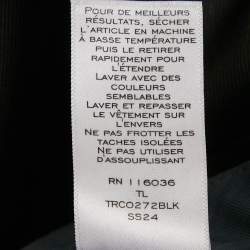 POUR DE MEILLEURS
RÉSULTATS, SÉCHER
L'ARTICLE EN MACHINE
À BASSE TEMPÉRATURE
PUIS LE RETIRER
RAPIDEMENT POUR
L'ÉTENDRE
LAVER AVEC DES
COULEURS
SEMBLABLES
LAVER ET REPASSER
LE VÊTEMENT SUR
L'ENVERS
NE PAS FROTTER LES
TACHES ISOLÉES
NE PAS UTILISER
D'ASSOUPLISSANT
RN 116036
TL
TRC0272BLK
SS24